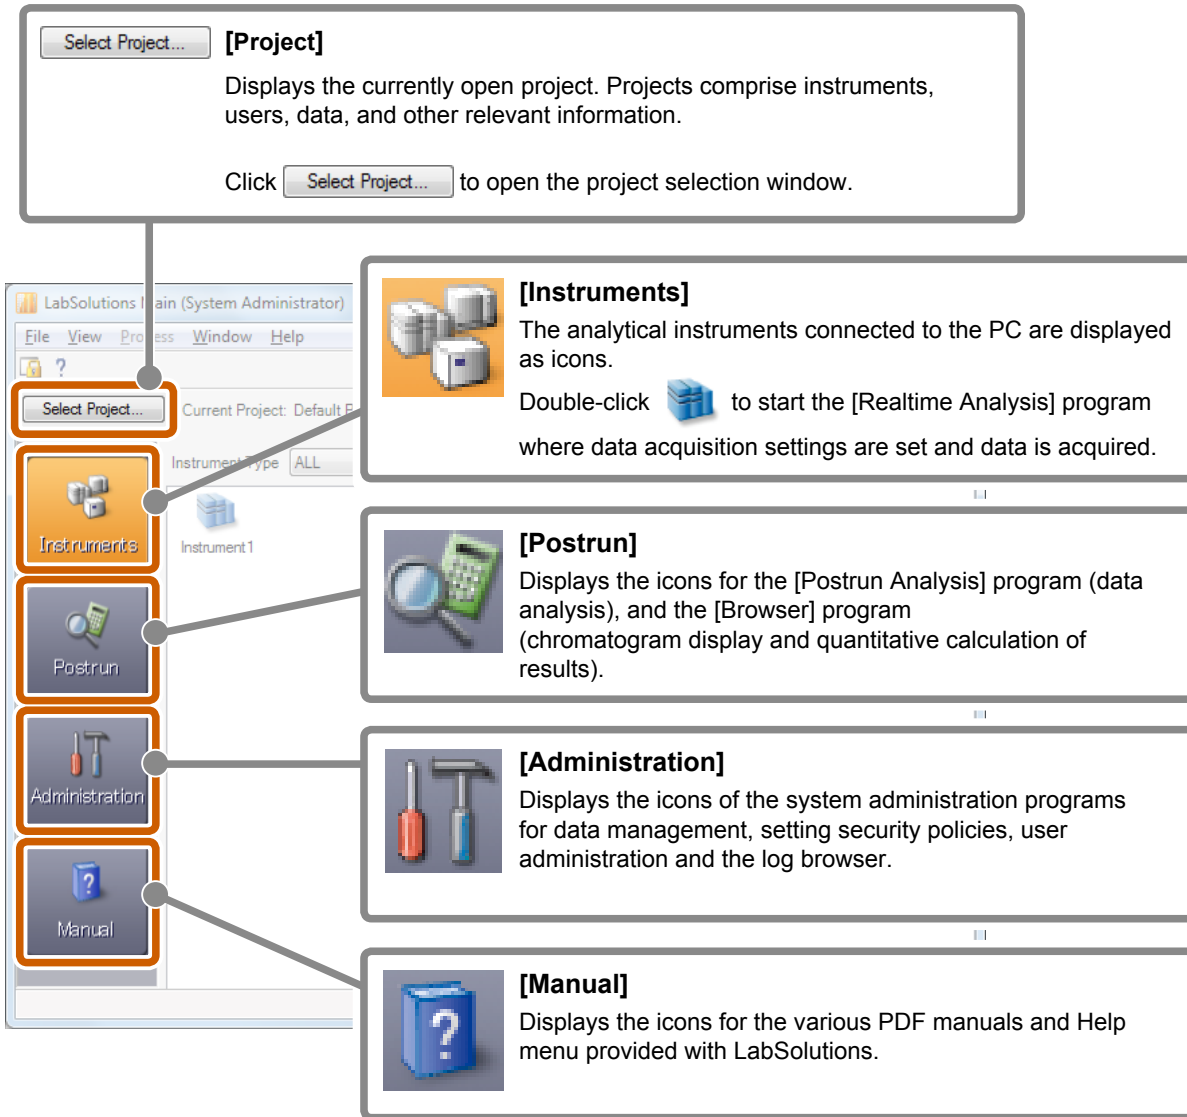 Select Project...
[Project]
Displays the currently open project. Projects comprise instruments,
users, data, and other relevant information.
Click Select Project... to open the project selection window.
LabSolutions Main (System Administrator)
File View Process Window Help
?
Select Project...
Current Project: Default P
Instrument Type ALL
Instruments
Instrument1
Postrun
Administration
?
Manual
[Instruments]
The analytical instruments connected to the PC are displayed
as icons.
Double-click to start the [Realtime Analysis] program
where data acquisition settings are set and data is acquired.
[Postrun]
Displays the icons for the [Postrun Analysis] program (data
analysis), and the [Browser] program
(chromatogram display and quantitative calculation of
results).
[Administration]
Displays the icons of the system administration programs
for data management, setting security policies, user
administration and the log browser.
?
[Manual]
Displays the icons for the various PDF manuals and Help
menu provided with LabSolutions.